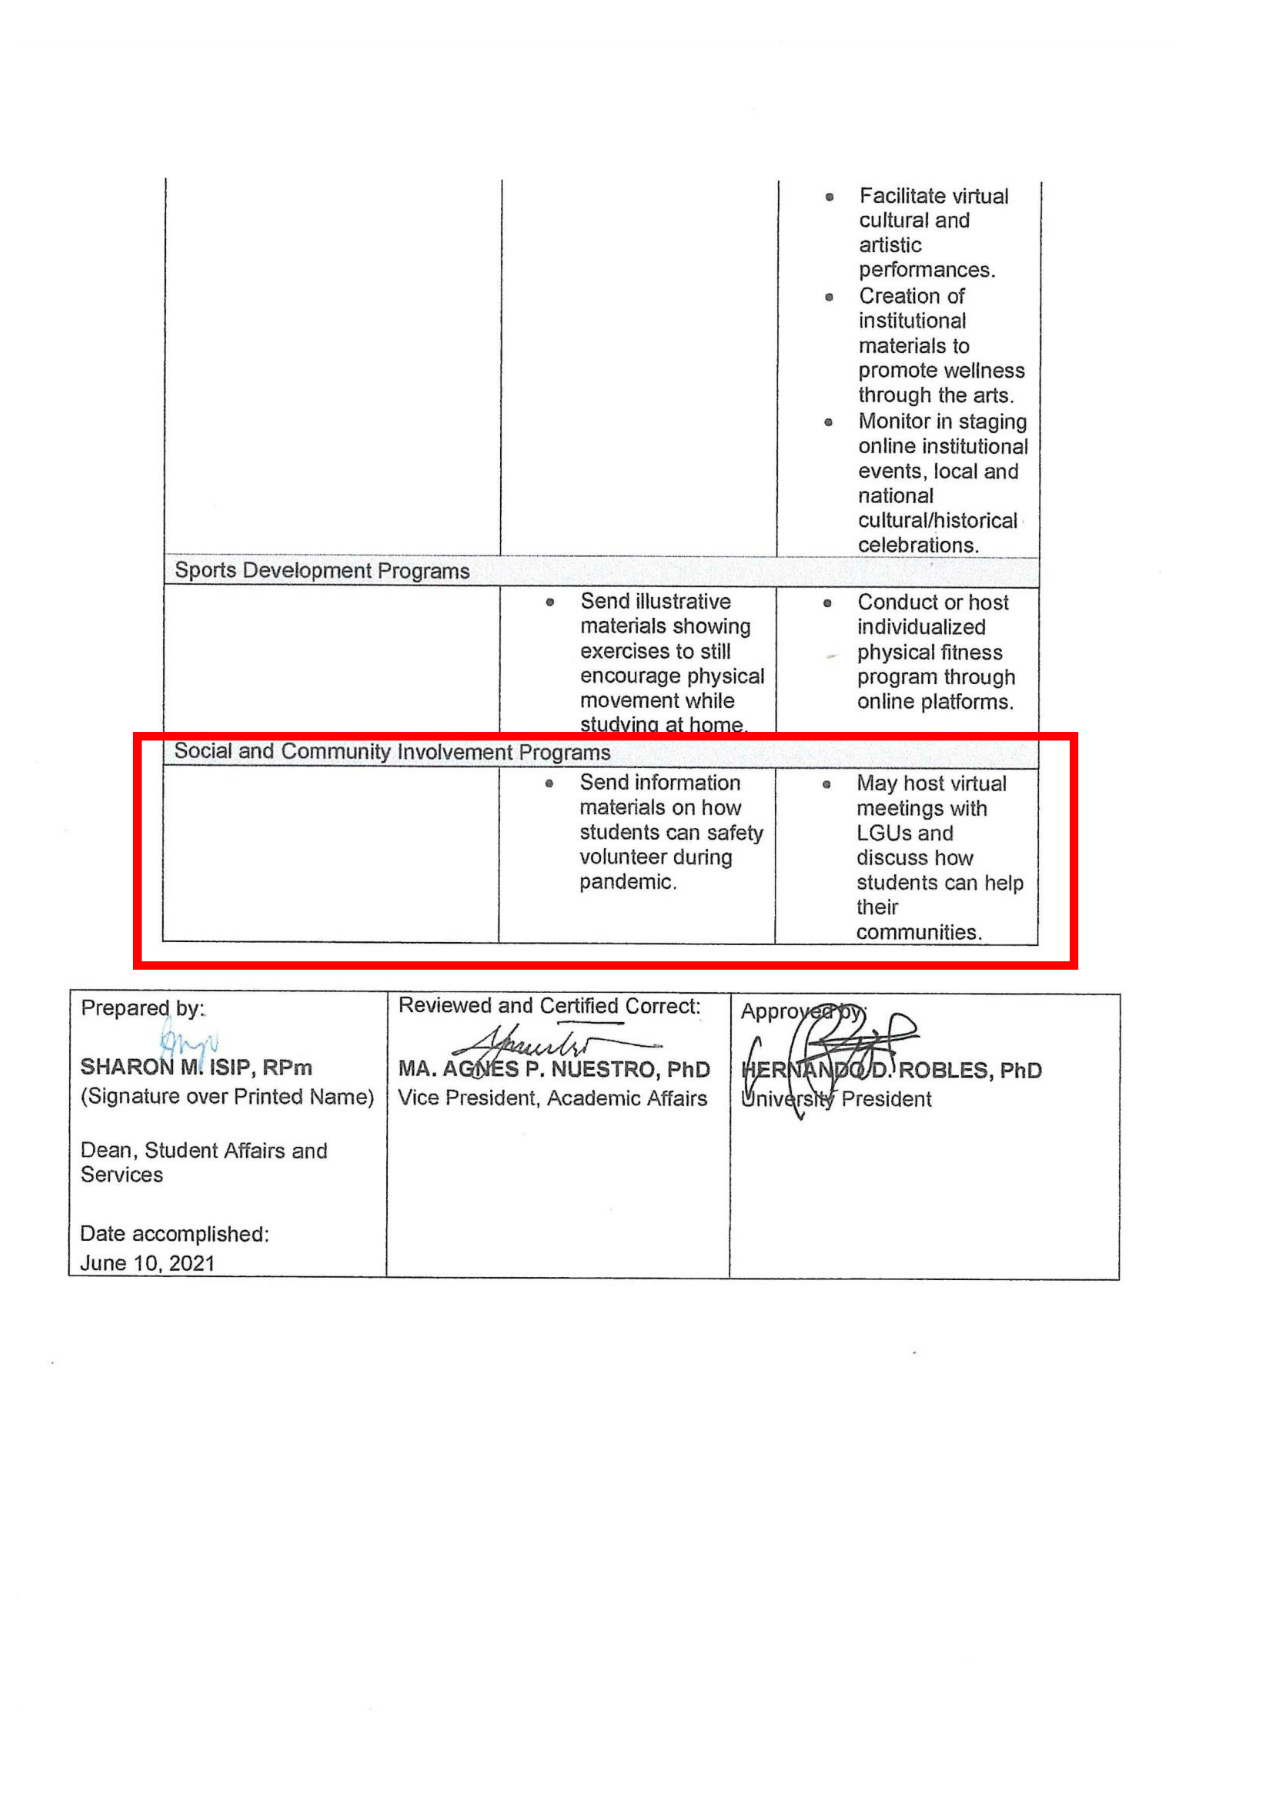 Facilitate virtual
cultural and
artistic
performances.
Creation of
institutional
materials to
promote wellness
through the arts.
Monitor in staging
online institutional
events, local and
national
cultural/historical
celebrations.
Sports Development Programs
Send illustrative
materials showing
exercises to still
encourage physical
movement while
studying at home.
Conduct or host
individualized
physical fitness
program through
online platforms.
Social and Community Involvement Programs
Send information
materials on how
students can safety
volunteer during
pandemic.
May host virtual
meetings with
LGUs and
discuss how
students can help
their
communities.
Prepared by:
SHARON M. ISIP, RPm
(Signature over Printed Name)
Dean, Student Affairs and
Services
Date accomplished:
June 10, 2021
Reviewed and Certified Correct:
MA. AGNES P. NUESTRO, PhD
Vice President, Academic Affairs
Approved by:
HERNANDO D. ROBLES, PhD
University President